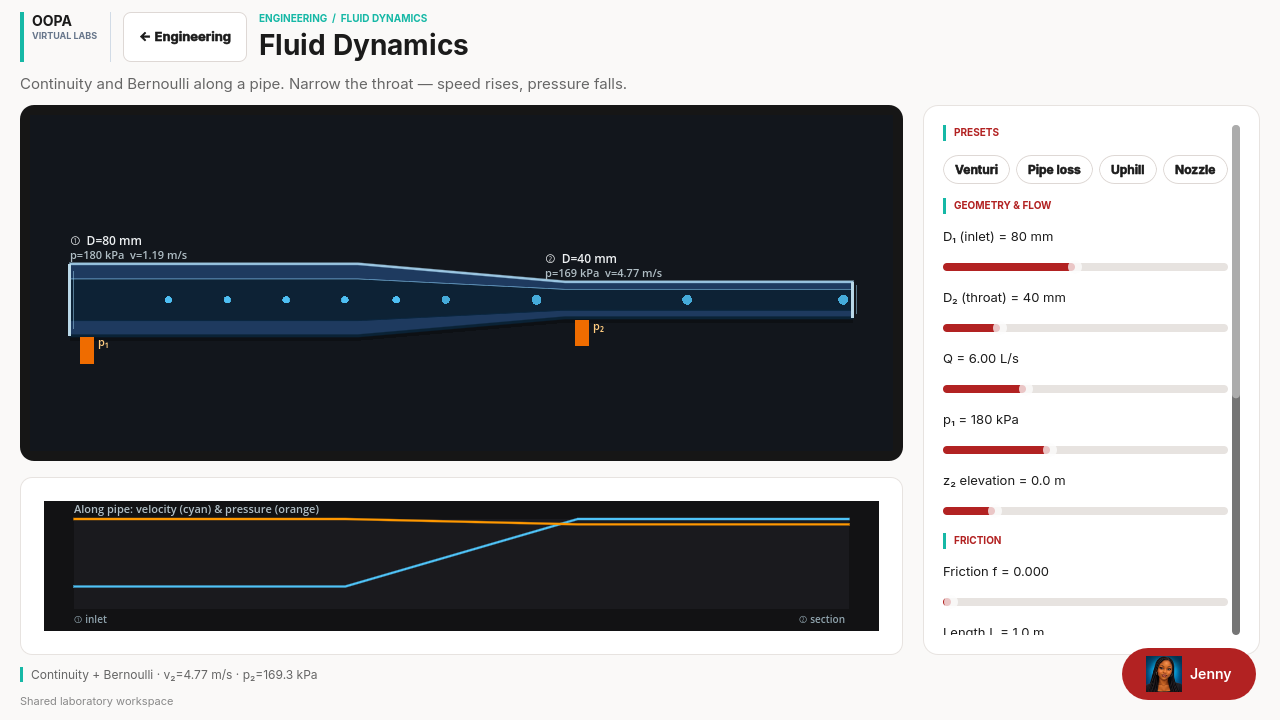 OOPA
VIRTUAL LABS
← Engineering
ENGINEERING / FLUID DYNAMICS
Fluid Dynamics
Continuity and Bernoulli along a pipe. Narrow the throat — speed rises, pressure falls.
① D=80 mm
p=180 kPa v=1.19 m/s
② D=40 mm
p=169 kPa v=4.77 m/s
p₁
p₂
Along pipe: velocity (cyan) & pressure (orange)
① inlet
② section
Continuity + Bernoulli · v₂=4.77 m/s · p₂=169.3 kPa
Shared laboratory workspace
PRESETS
Venturi
Pipe loss
Uphill
Nozzle
GEOMETRY & FLOW
D₁ (inlet) = 80 mm
D₂ (throat) = 40 mm
Q = 6.00 L/s
p₁ = 180 kPa
z₂ elevation = 0.0 m
FRICTION
Friction f = 0.000
Length L = 1.0 m
Jenny